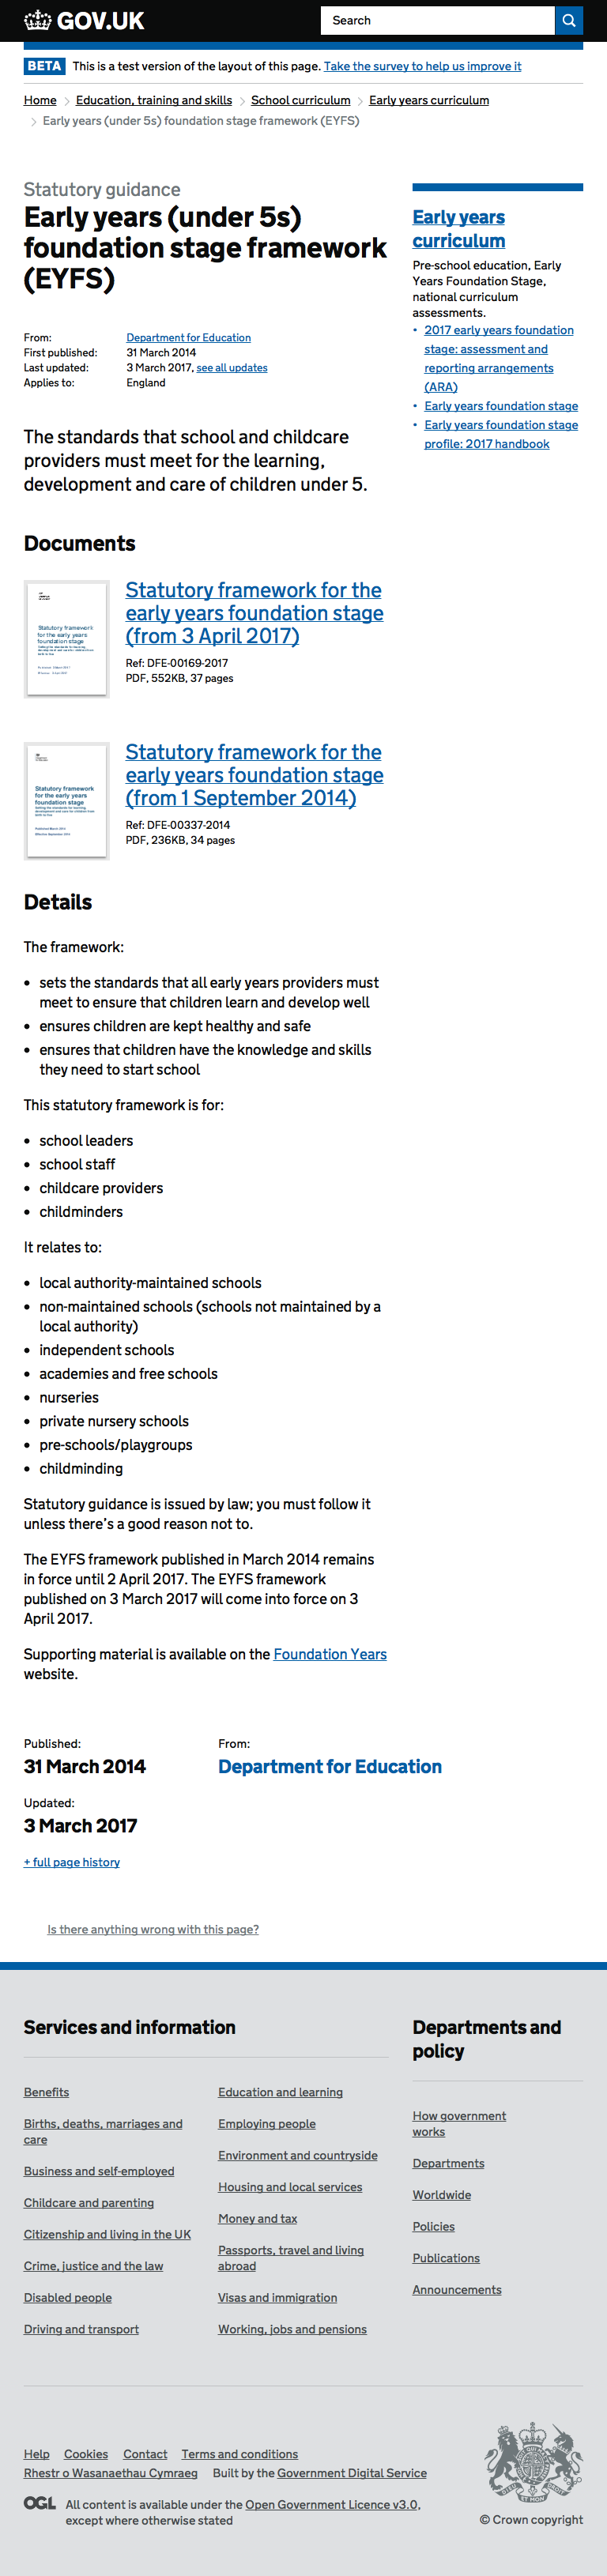 GOV.UK
Search
BETA This is a test version of the layout of this page. Take the survey to help us improve it
Home > Education, training and skills > School curriculum > Early years curriculum
> Early years (under 5s) foundation stage framework (EYFS)
Statutory guidance
Early years (under 5s)
foundation stage framework
(EYFS)
From: Department for Education
First published: 31 March 2014
Last updated: 3 March 2017, see all updates
Applies to: England
The standards that school and childcare
providers must meet for the learning,
development and care of children under 5.
Early years
curriculum
Pre-school education, Early
Years Foundation Stage,
national curriculum
assessments.
• 2017 early years foundation
stage: assessment and
reporting arrangements
(ARA)
• Early years foundation stage
• Early years foundation stage
profile: 2017 handbook
Documents
Statutory framework
for the early years
foundation stage
Statutory framework for the
early years foundation stage
(from 3 April 2017)
Ref: DFE-00169-2017
PDF, 552KB, 37 pages
Statutory framework
for the early years
foundation stage
Statutory framework for the
early years foundation stage
(from 1 September 2014)
Ref: DFE-00337-2014
PDF, 236KB, 34 pages
Details
The framework:
• sets the standards that all early years providers must
meet to ensure that children learn and develop well
• ensures children are kept healthy and safe
• ensures that children have the knowledge and skills
they need to start school
This statutory framework is for:
• school leaders
• school staff
• childcare providers
• childminders
It relates to:
• local authority-maintained schools
• non-maintained schools (schools not maintained by a
local authority)
• independent schools
• academies and free schools
• nurseries
• private nursery schools
• pre-schools/playgroups
• childminding
Statutory guidance is issued by law; you must follow it
unless there’s a good reason not to.
The EYFS framework published in March 2014 remains
in force until 2 April 2017. The EYFS framework
published on 3 March 2017 will come into force on 3
April 2017.
Supporting material is available on the Foundation Years
website.
Published:
31 March 2014
From:
Department for Education
Updated:
3 March 2017
+ full page history
Is there anything wrong with this page?
Services and information
Benefits
Births, deaths, marriages and
care
Business and self-employed
Childcare and parenting
Citizenship and living in the UK
Crime, justice and the law
Disabled people
Driving and transport
Education and learning
Employing people
Environment and countryside
Housing and local services
Money and tax
Passports, travel and living
abroad
Visas and immigration
Working, jobs and pensions
Departments and
policy
How government
works
Departments
Worldwide
Policies
Publications
Announcements
Help Cookies Contact Terms and conditions
Rhestr o Wasanaethau Cymraeg Built by the Government Digital Service
OGL All content is available under the Open Government Licence v3.0,
except where otherwise stated
© Crown copyright